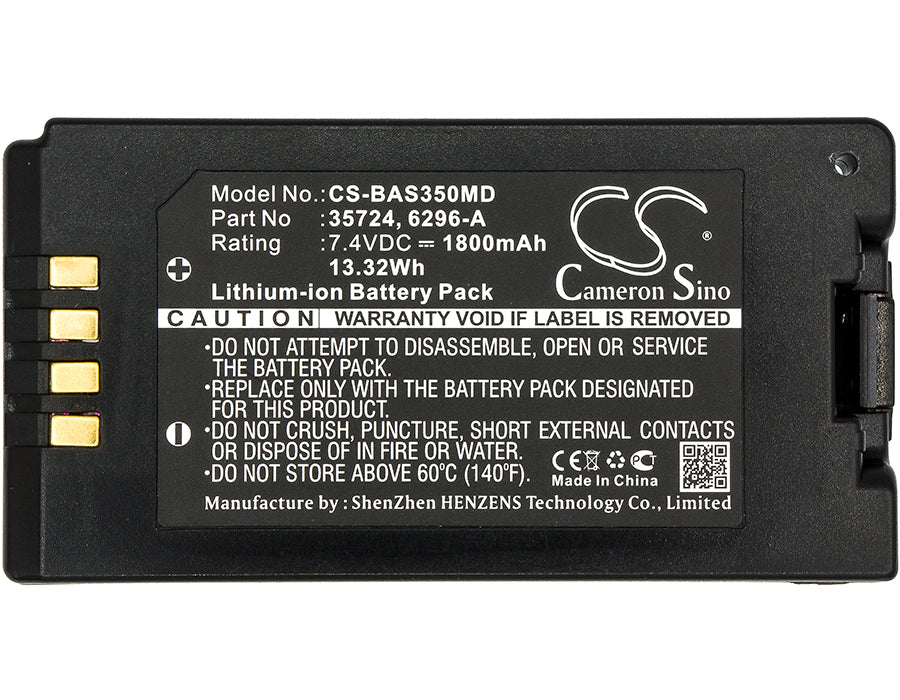 Model No.: CS-BAS350MD
Part No : 35724, 6296-A
Rating : 7.4VDC ⎓ 1800mAh
13.32Wh
Lithium-ion Battery Pack
CS
®
Cameron Sino
CAUTION WARRANTY VOID IF LABEL IS REMOVED
•DO NOT ATTEMPT TO DISASSEMBLE, OPEN OR SERVICE
THE BATTERY PACK.
•REPLACE ONLY WITH THE BATTERY PACK DESIGNATED
FOR THIS PRODUCT.
•DO NOT CRUSH, PUNCTURE, SHORT EXTERNAL CONTACTS
OR DISPOSE OF IN FIRE OR WATER.
•DO NOT STORE ABOVE 60°C (140°F).
CE
Made In China
Manufacture by : ShenZhen HENZENS Technology Co., Limited